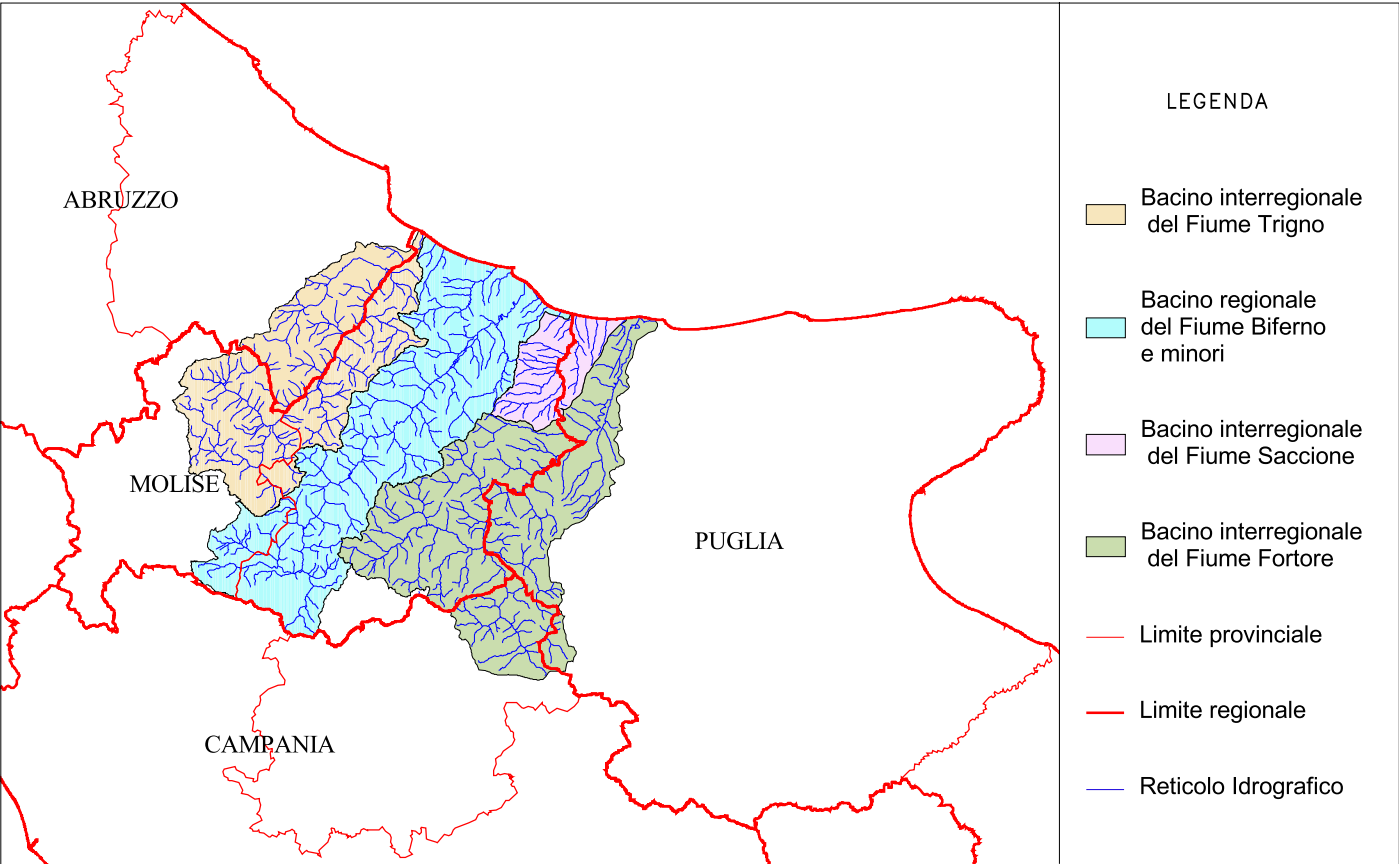 ABRUZZO
MOLISE
PUGLIA
CAMPANIA
LEGENDA
Bacino interregionale
del Fiume Trigno
Bacino regionale
del Fiume Biferno
e minori
Bacino interregionale
del Fiume Saccione
Bacino interregionale
del Fiume Fortore
Limite provinciale
Limite regionale
Reticolo Idrografico